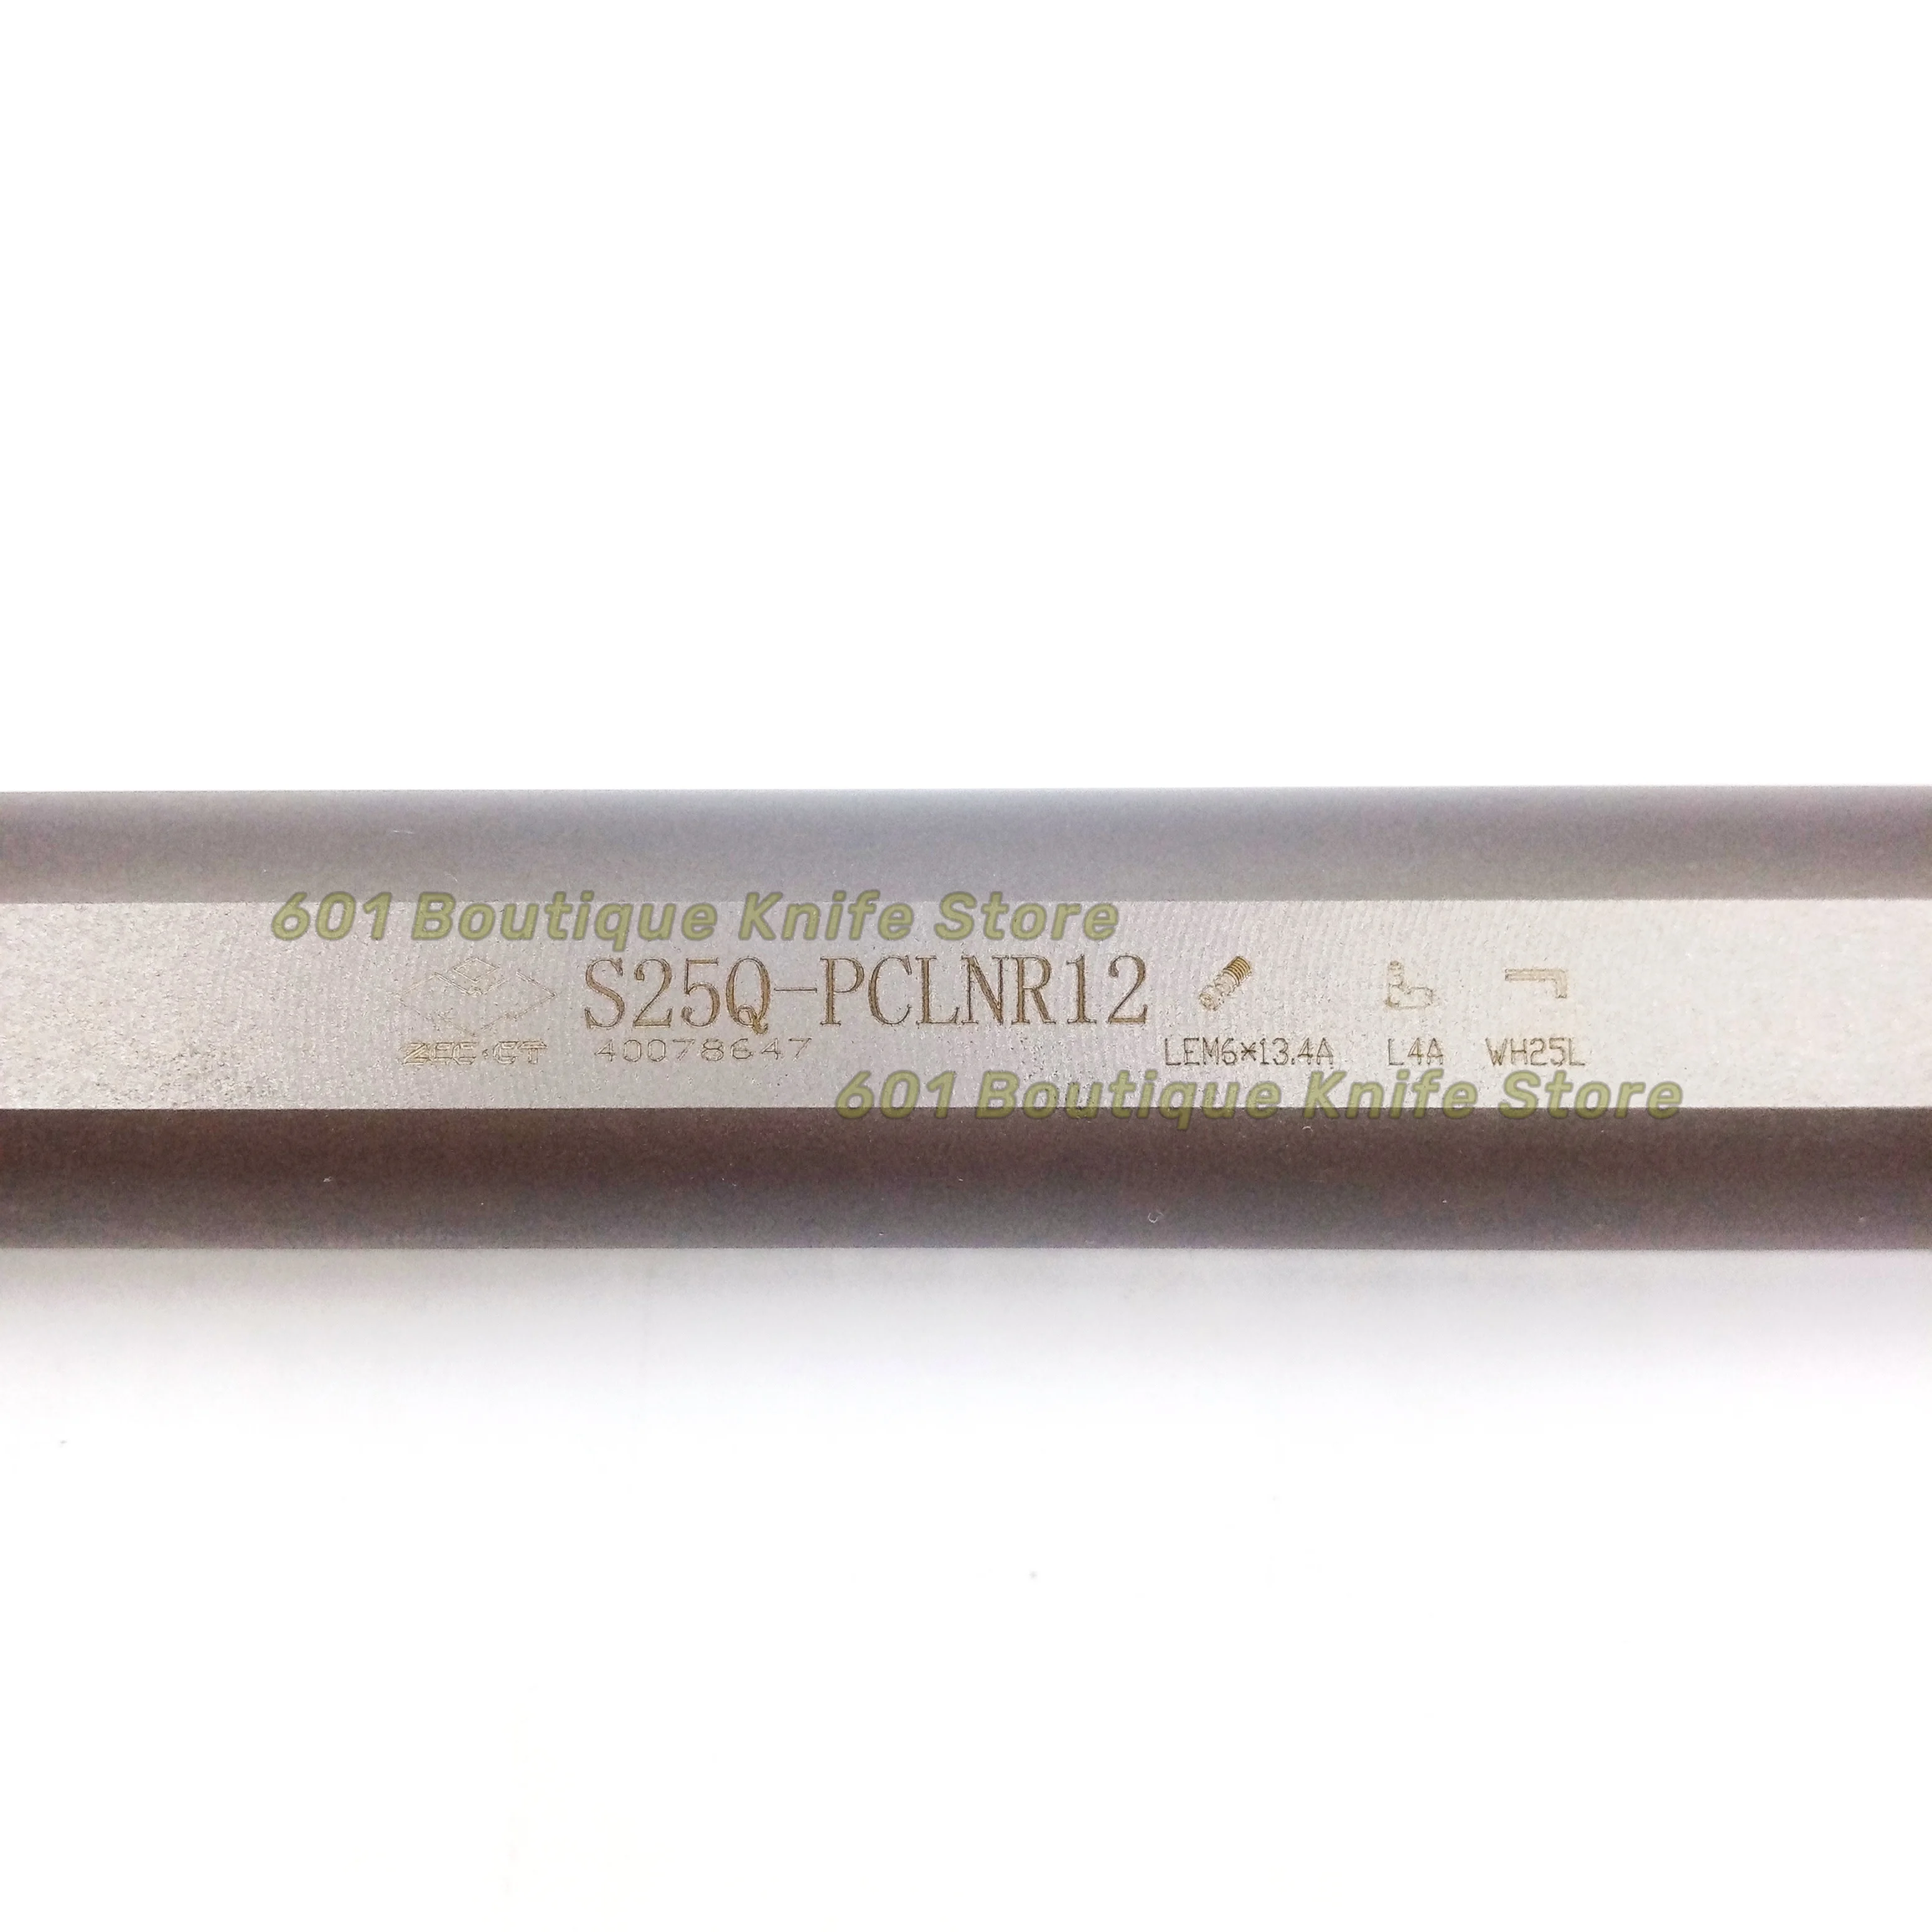 601 Boutique Knife Store
S25Q-PCLNR12
ZCC·CT 40078647 LEM6×13.4A L4A WH25L
601 Boutique Knife Store